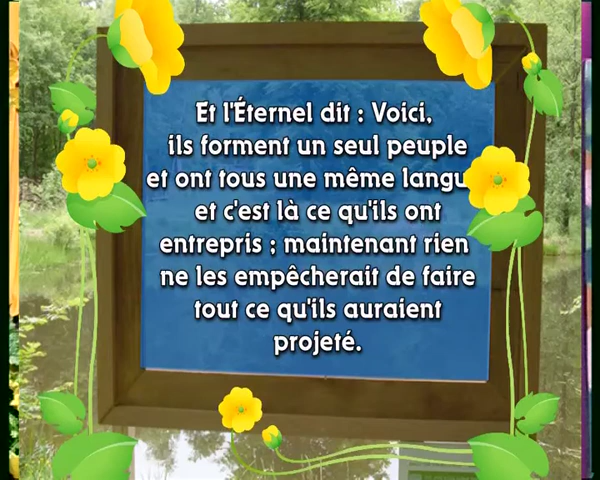 Et l'Éternel dit : Voici,
ils forment un seul peuple
et ont tous une même langue
et c'est là ce qu'ils ont
entrepris ; maintenant rien
ne les empêcherait de faire
tout ce qu'ils auraient
projeté.